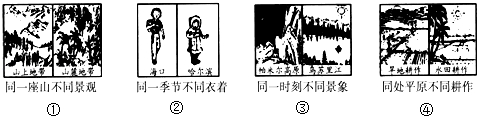 山上地带 山麓地带
海口 哈尔滨
帕米尔高原 乌苏里江
旱地耕作 水田耕作
同一座山不同景观
同一季节不同衣着
同一时刻不同景象
同处平原不同耕作
①
②
③
④